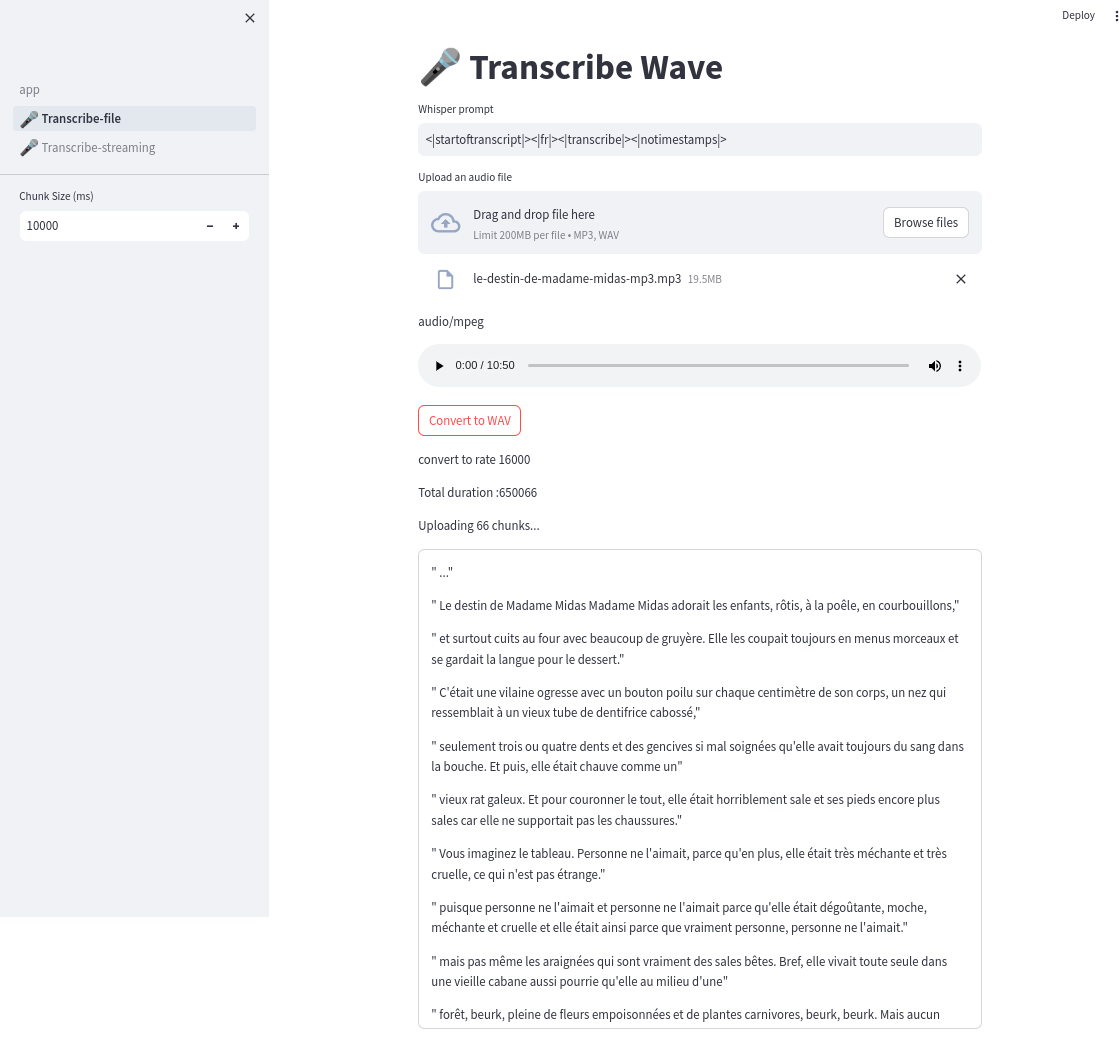 Deploy
app
🎤 Transcribe-file
🎤 Transcribe-streaming
Chunk Size (ms)
10000
🎤 Transcribe Wave
Whisper prompt
<|startoftranscript|><|fr|><|transcribe|><|notimestamps|>
Upload an audio file
Drag and drop file here
Limit 200MB per file • MP3, WAV
Browse files
le-destin-de-madame-midas-mp3.mp3 19.5MB
audio/mpeg
0:00 / 10:50
Convert to WAV
convert to rate 16000
Total duration :650066
Uploading 66 chunks...
" ..."
" Le destin de Madame Midas Madame Midas adorait les enfants, rôtis, à la poêle, en courbouillons,"
" et surtout cuits au four avec beaucoup de gruyère. Elle les coupait toujours en menus morceaux et
se gardait la langue pour le dessert."
" C'était une vilaine ogresse avec un bouton poilu sur chaque centimètre de son corps, un nez qui
ressemblait à un vieux tube de dentifrice cabossé,"
" seulement trois ou quatre dents et des gencives si mal soignées qu'elle avait toujours du sang dans
la bouche. Et puis, elle était chauve comme un"
" vieux rat galeux. Et pour couronner le tout, elle était horriblement sale et ses pieds encore plus
sales car elle ne supportait pas les chaussures."
" Vous imaginez le tableau. Personne ne l'aimait, parce qu'en plus, elle était très méchante et très
cruelle, ce qui n'est pas étrange."
" puisque personne ne l'aimait et personne ne l'aimait parce qu'elle était dégoûtante, moche,
méchante et cruelle et elle était ainsi parce que vraiment personne, personne ne l'aimait."
" mais pas même les araignées qui sont vraiment des sales bêtes. Bref, elle vivait toute seule dans
une vieille cabane aussi pourrie qu'elle au milieu d'une"
" forêt, beurk, pleine de fleurs empoisonnées et de plantes carnivores, beurk, beurk. Mais aucun